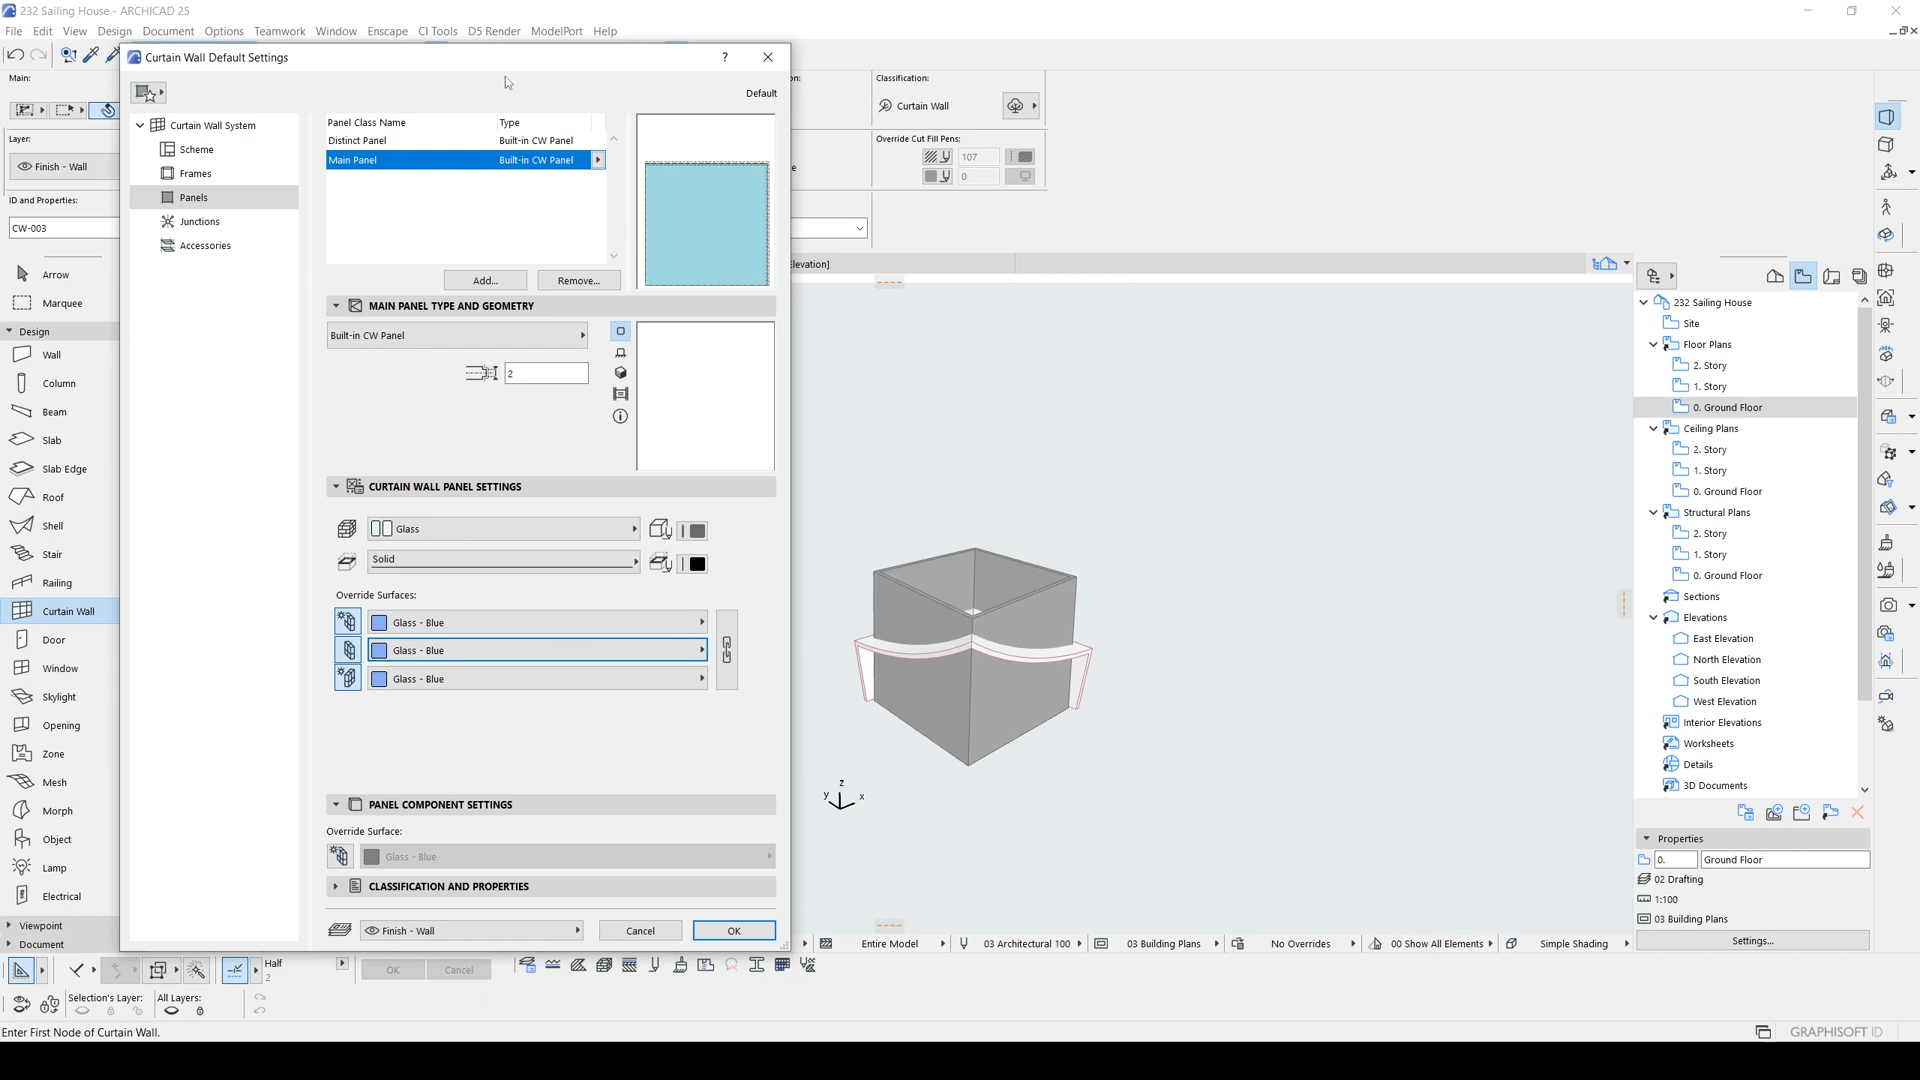 232 Sailing House - ARCHICAD 25
File Edit View Design Document Options Teamwork Window Enscape CI Tools D5 Render ModelPort Help
Main:
Layer:
Finish - Wall
ID and Properties:
CW-003
Arrow
Marquee
Design
Wall
Column
Beam
Slab
Slab Edge
Roof
Shell
Stair
Railing
Curtain Wall
Door
Window
Skylight
Opening
Zone
Mesh
Morph
Object
Lamp
Electrical
Viewpoint
Document
Curtain Wall Default Settings
?
Default
Curtain Wall System
Scheme
Frames
Panels
Junctions
Accessories
Panel Class Name Type
Distinct Panel Built-in CW Panel
Main Panel Built-in CW Panel
Add... Remove...
MAIN PANEL TYPE AND GEOMETRY
Built-in CW Panel
2
CURTAIN WALL PANEL SETTINGS
Glass
Solid
Override Surfaces:
Glass - Blue
Glass - Blue
Glass - Blue
PANEL COMPONENT SETTINGS
Override Surface:
Glass - Blue
CLASSIFICATION AND PROPERTIES
Finish - Wall Cancel OK
on:
e
Classification:
Curtain Wall
Override Cut Fill Pens:
107
0
Elevation]
z
y x
232 Sailing House
Site
Floor Plans
2. Story
1. Story
0. Ground Floor
Ceiling Plans
2. Story
1. Story
0. Ground Floor
Structural Plans
2. Story
1. Story
0. Ground Floor
Sections
Elevations
East Elevation
North Elevation
South Elevation
West Elevation
Interior Elevations
Worksheets
Details
3D Documents
Properties
0. Ground Floor
02 Drafting
1:100
03 Building Plans
Settings...
Entire Model 03 Architectural 100 03 Building Plans No Overrides 00 Show All Elements Simple Shading
Half
2
OK Cancel
Selection's Layer: All Layers:
Enter First Node of Curtain Wall.
GRAPHISOFT ID